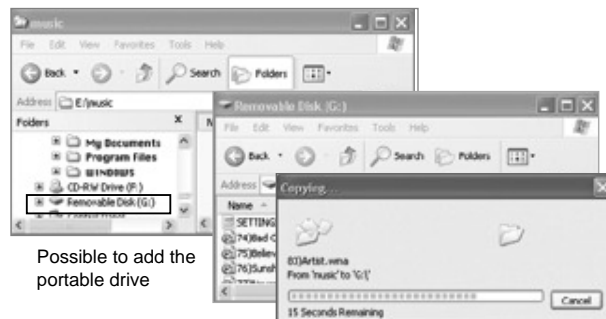 music
File Edit View Favorites Tools Help
Back Search Folders
Address E:\music
Folders x
My Documents
Program Files
WINDOWS
CD-RW Drive (F:)
Removable Disk (G:)
Possible to add the
portable drive
Removable Disk (G:)
File Edit View Favorites Tools Help
Back Search Folders
Address
Name
SETTING
74)Bad
75)Believ
76)Sunsh
Copying...
83)Artist.wma
From 'music' to 'G:\'
15 Seconds Remaining
Cancel